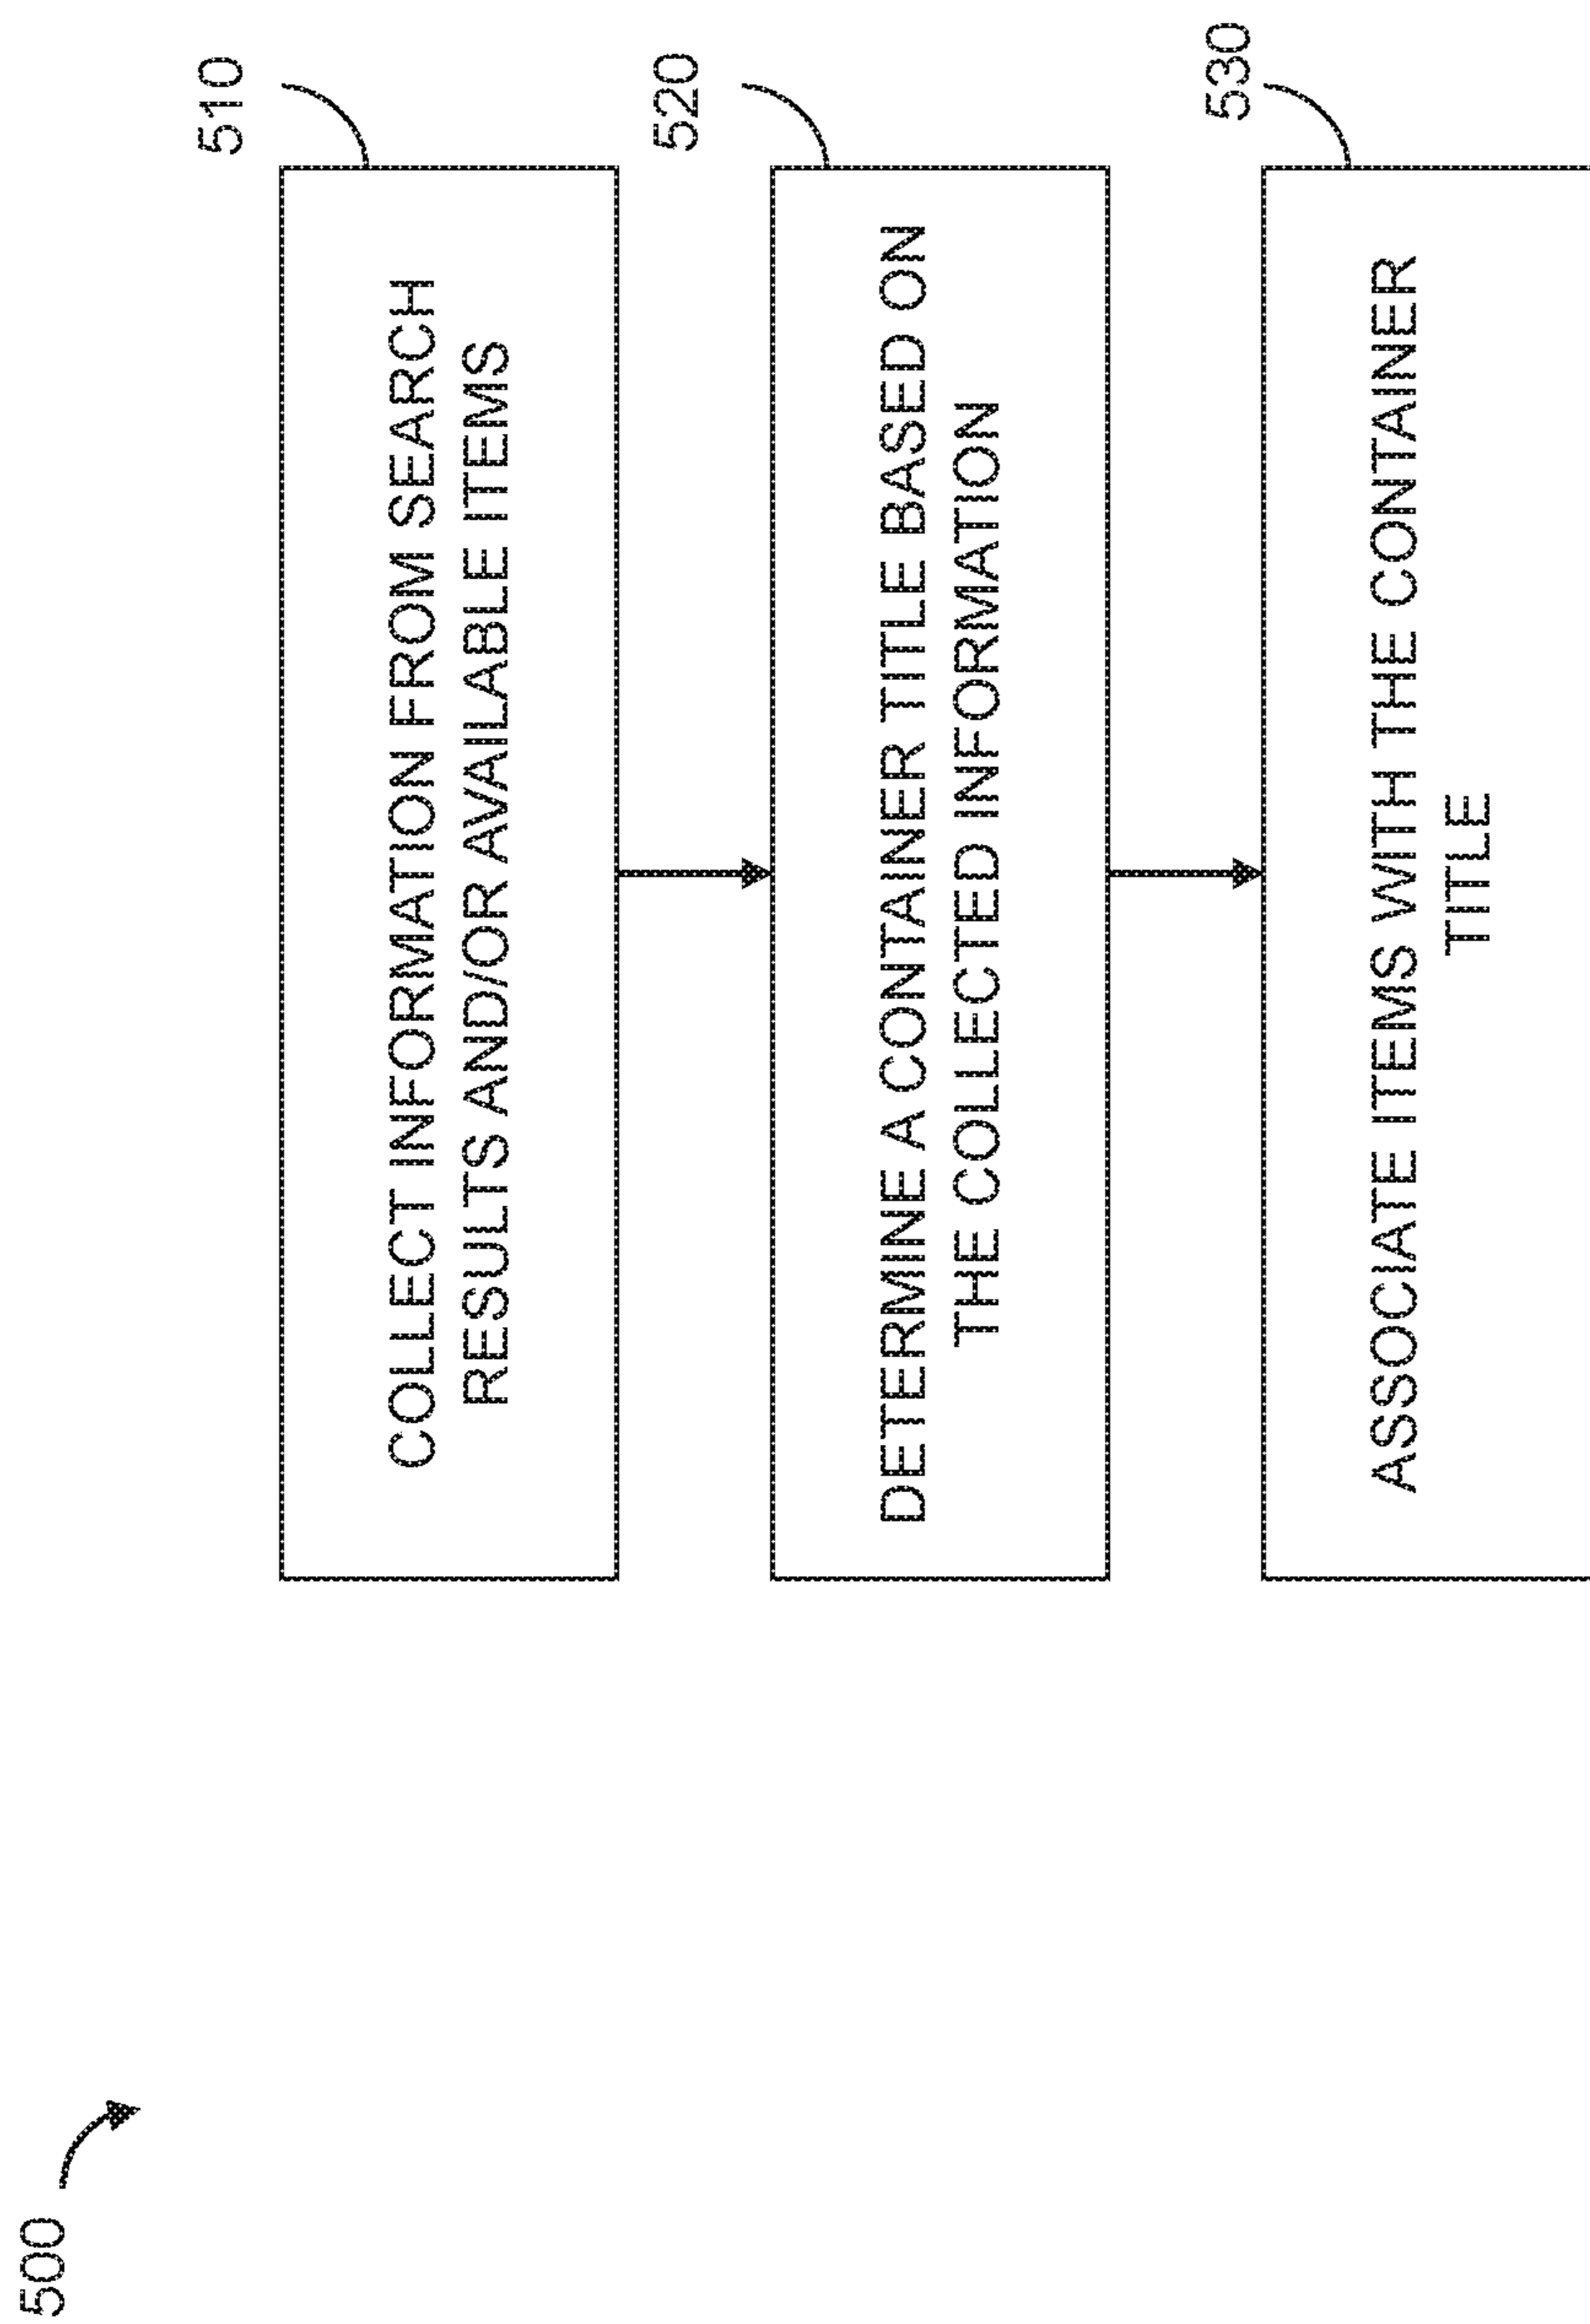 500
510
COLLECT INFORMATION FROM SEARCH
RESULTS AND/OR AVAILABLE ITEMS
520
DETERMINE A CONTAINER TITLE BASED ON
THE COLLECTED INFORMATION
530
ASSOCIATE ITEMS WITH THE CONTAINER
TITLE